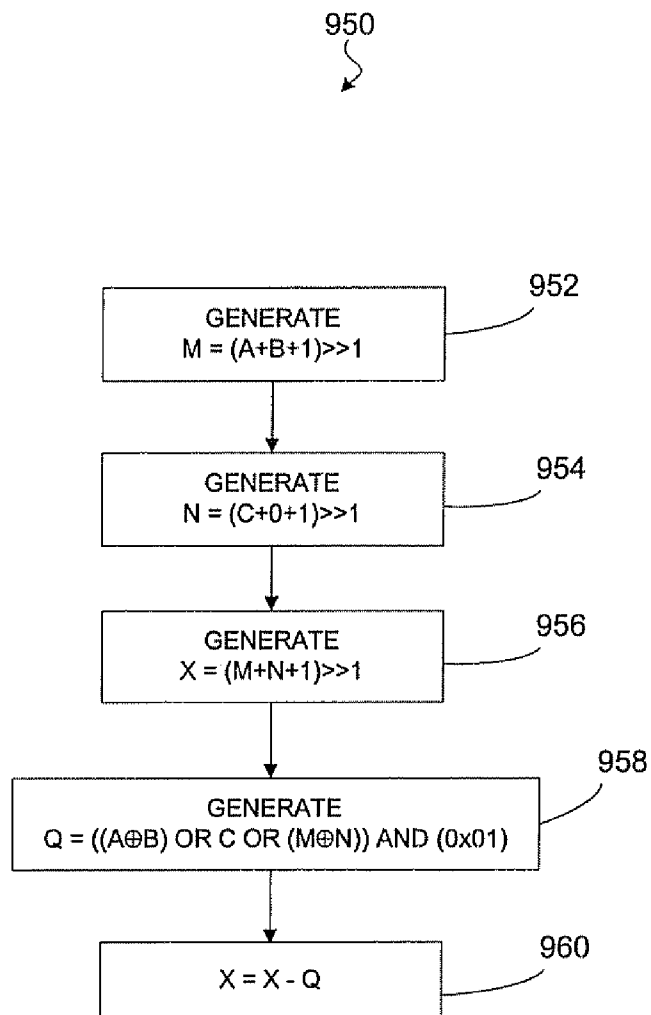 950
952
GENERATE
M = (A+B+1)>>1
954
GENERATE
N = (C+0+1)>>1
956
GENERATE
X = (M+N+1)>>1
958
GENERATE
Q = ((A⊕B) OR C OR (M⊕N)) AND (0x01)
960
X = X - Q